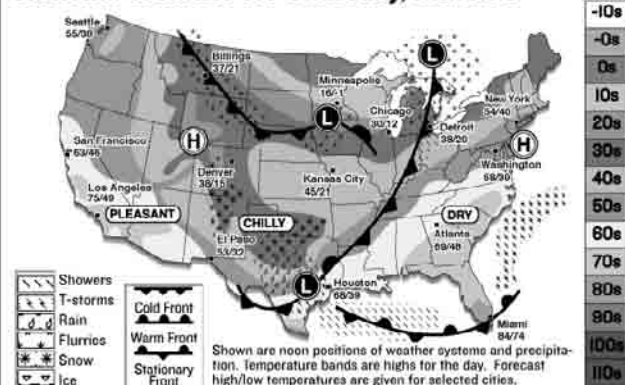 Seattle
55/38
Billings
37/21
Minneapolis
16/-1
Chicago
30/12
New York
54/40
Detroit
38/20
San Francisco
63/46
Denver
38/15
Kansas City
45/21
Washington
58/39
Los Angeles
75/49
PLEASANT
CHILLY
DRY
Atlanta
69/48
El Paso
53/32
Houston
68/39
Miami
84/74
H
H
H
L
L
L
Showers
T-storms
Rain
Flurries
Snow
Ice
Cold Front
Warm Front
Stationary
Front
Shown are noon positions of weather systems and precipita-
tion. Temperature bands are highs for the day. Forecast
high/low temperatures are given for selected cities.
-10s
-0s
0s
10s
20s
30s
40s
50s
60s
70s
80s
90s
100s
110s